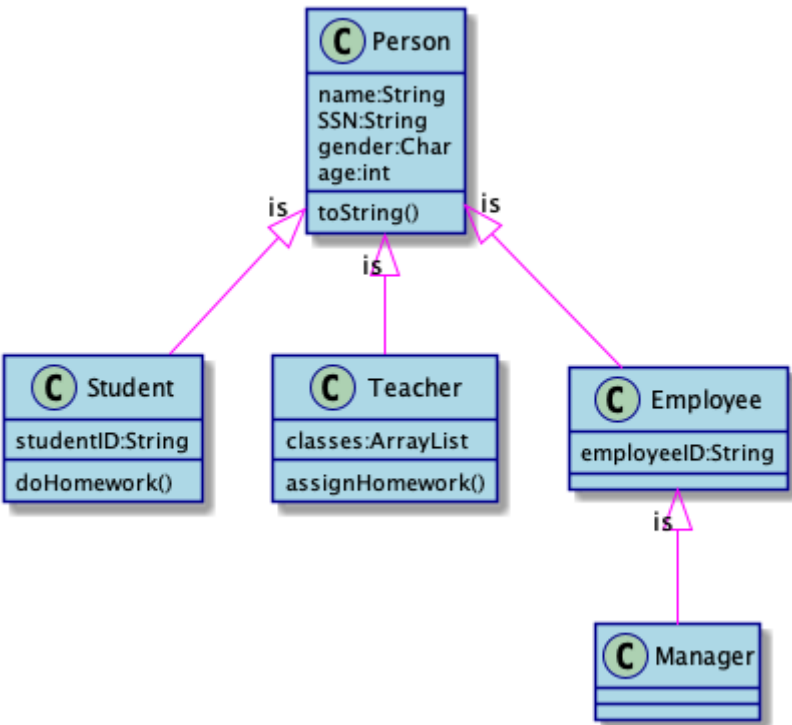 C Person
name:String
SSN:String
gender:Char
age:int
toString()
is
is
is
C Student
studentID:String
doHomework()
C Teacher
classes:ArrayList
assignHomework()
C Employee
employeeID:String
is
C Manager